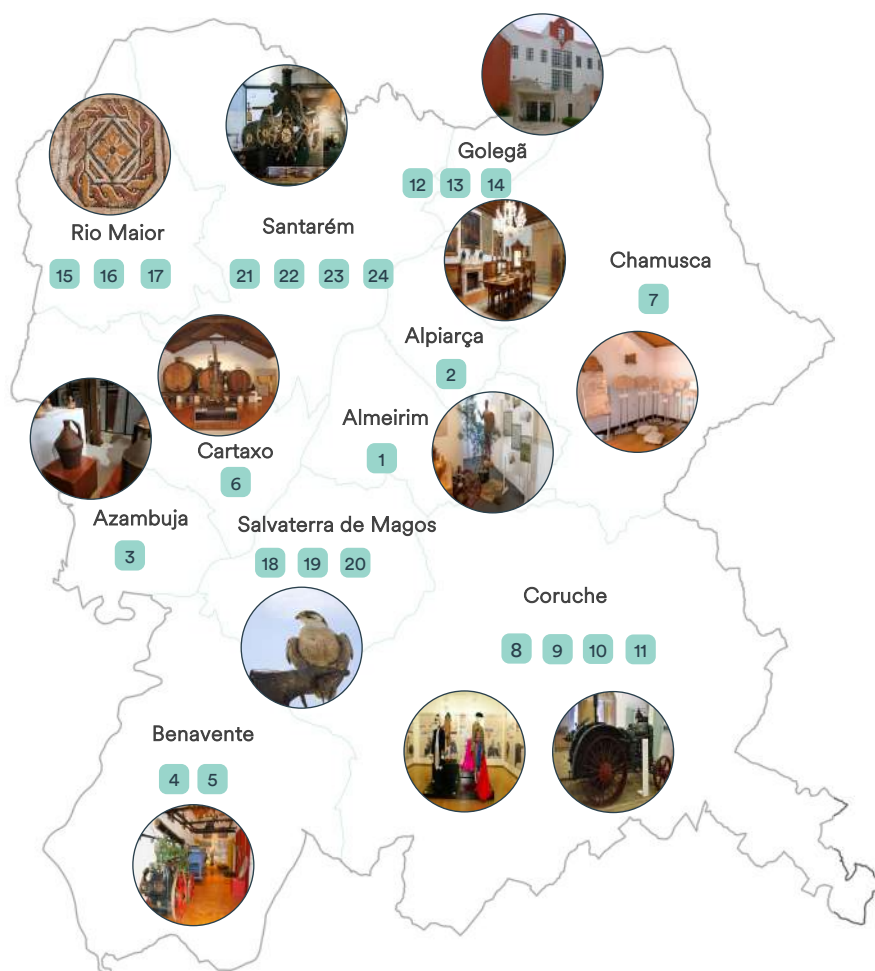 Golegã
12 13 14
Rio Maior
15 16 17
Santarém
21 22 23 24
Chamusca
7
Alpiarça
2
Almeirim
1
Cartaxo
6
Azambuja
3
Salvaterra de Magos
18 19 20
Coruche
8 9 10 11
Benavente
4 5